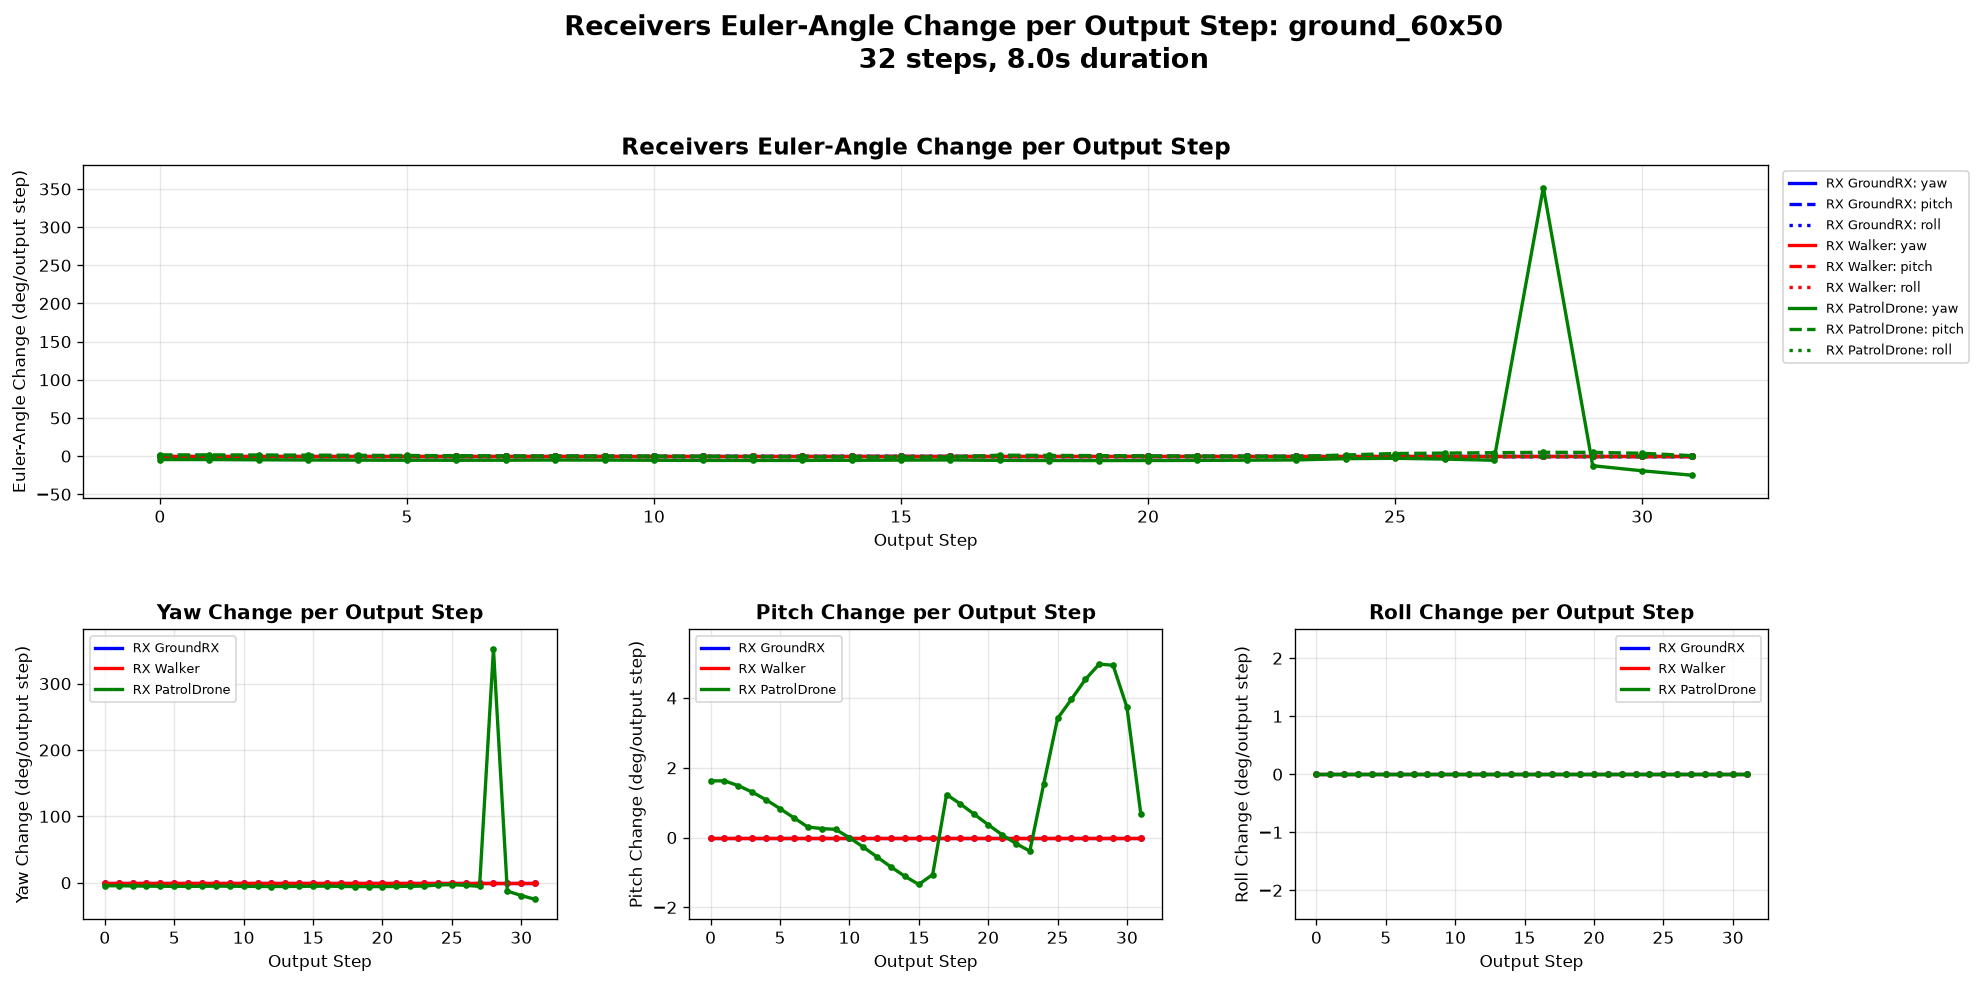 Receivers Euler-Angle Change per Output Step: ground_60x50
32 steps, 8.0s duration
Receivers Euler-Angle Change per Output Step
Euler-Angle Change (deg/output step)
350
300
250
200
150
100
50
0
−50
0 5 10 15 20 25 30
Output Step
RX GroundRX: yaw
RX GroundRX: pitch
RX GroundRX: roll
RX Walker: yaw
RX Walker: pitch
RX Walker: roll
RX PatrolDrone: yaw
RX PatrolDrone: pitch
RX PatrolDrone: roll
Yaw Change per Output Step
Yaw Change (deg/output step)
300
200
100
0
RX GroundRX
RX Walker
RX PatrolDrone
0 5 10 15 20 25 30
Output Step
Pitch Change per Output Step
Pitch Change (deg/output step)
4
2
0
−2
RX GroundRX
RX Walker
RX PatrolDrone
0 5 10 15 20 25 30
Output Step
Roll Change per Output Step
Roll Change (deg/output step)
2
1
0
−1
−2
RX GroundRX
RX Walker
RX PatrolDrone
0 5 10 15 20 25 30
Output Step